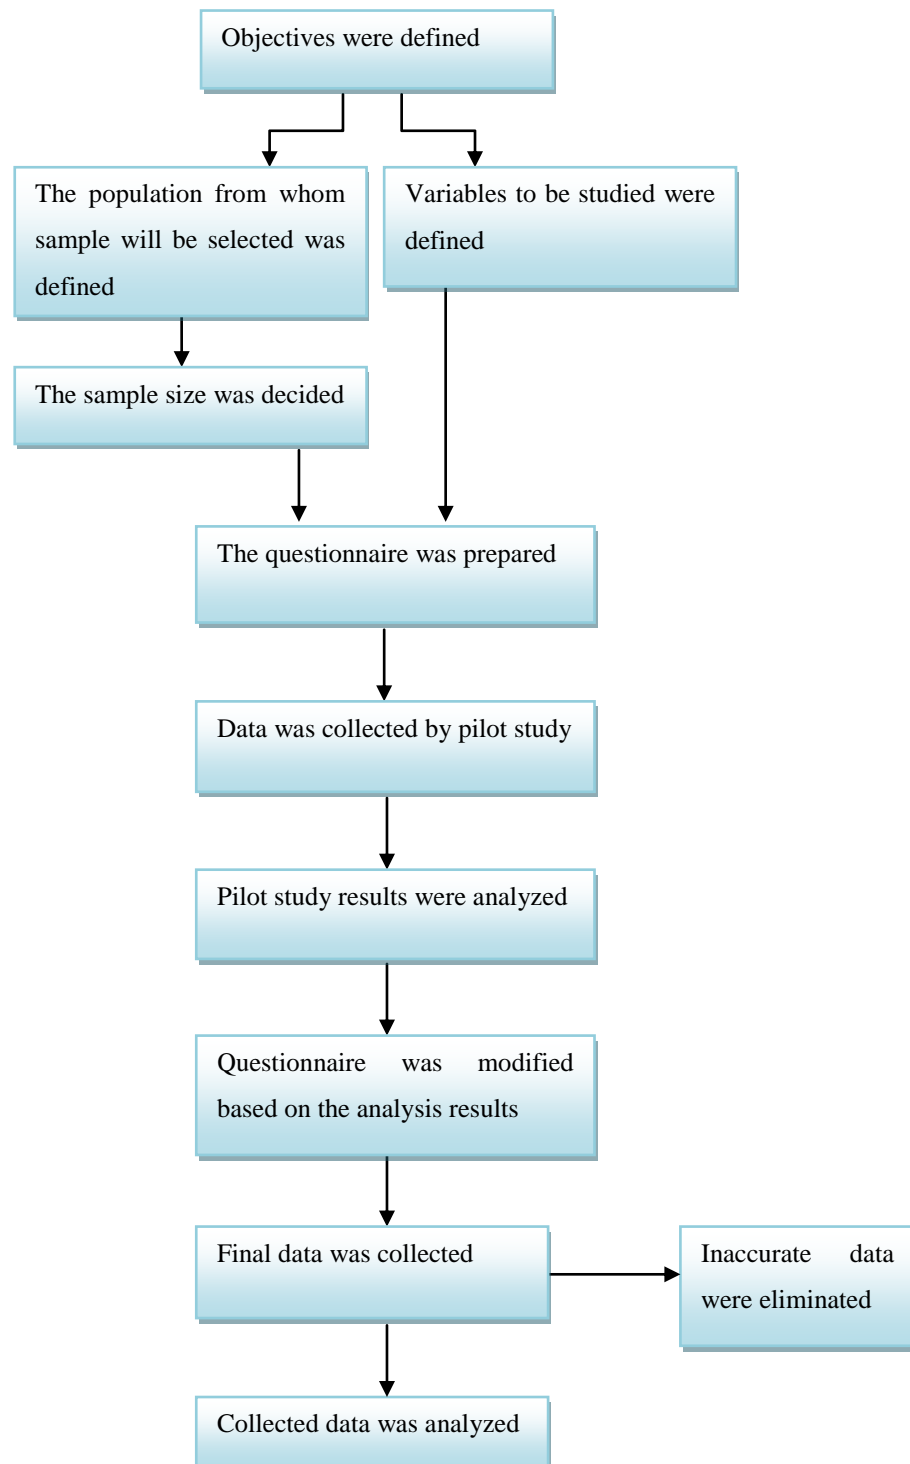 Objectives were defined
The population from whom
sample will be selected was
defined
Variables to be studied were
defined
The sample size was decided
The questionnaire was prepared
Data was collected by pilot study
Pilot study results were analyzed
Questionnaire was modified
based on the analysis results
Final data was collected
Inaccurate data
were eliminated
Collected data was analyzed